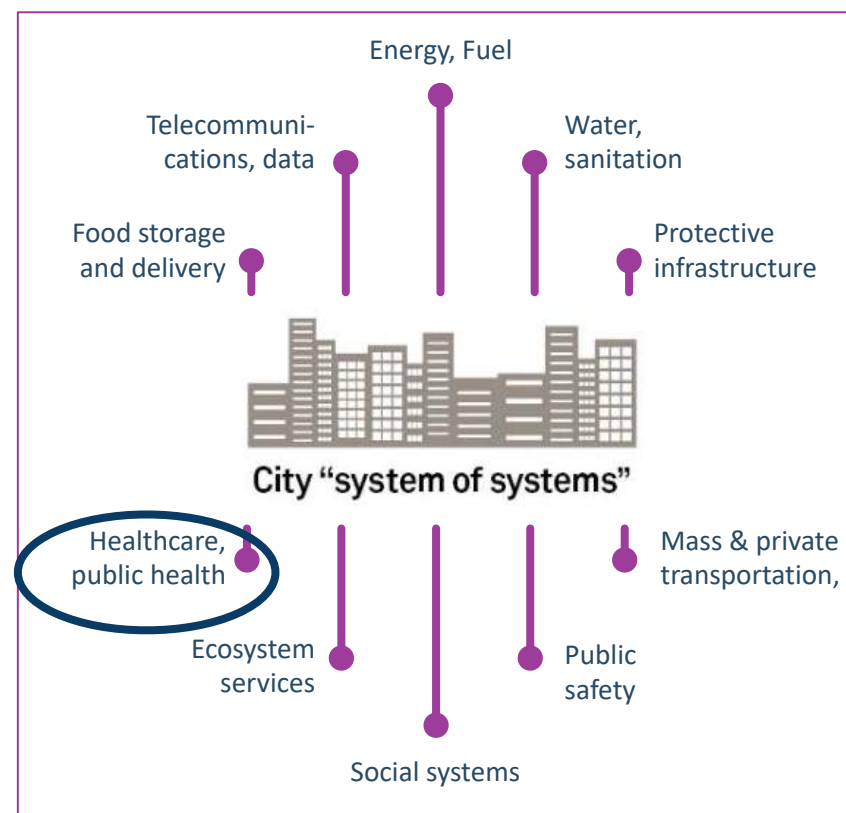 Energy, Fuel
Telecommuni-
cations, data
Water,
sanitation
Food storage
and delivery
Protective
infrastructure
City “system of systems”
Healthcare,
public health
Mass & private
transportation,
Ecosystem
services
Public
safety
Social systems